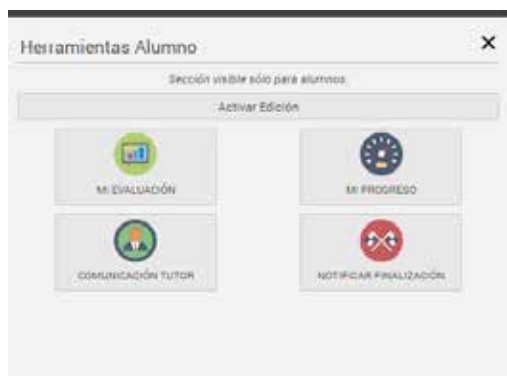 Herramientas Alumno
Sección visible sólo para alumnos.
Activar Edición
MI EVALUACIÓN
MI PROGRESO
COMUNICACIÓN TUTOR
NOTIFICAR FINALIZACIÓN